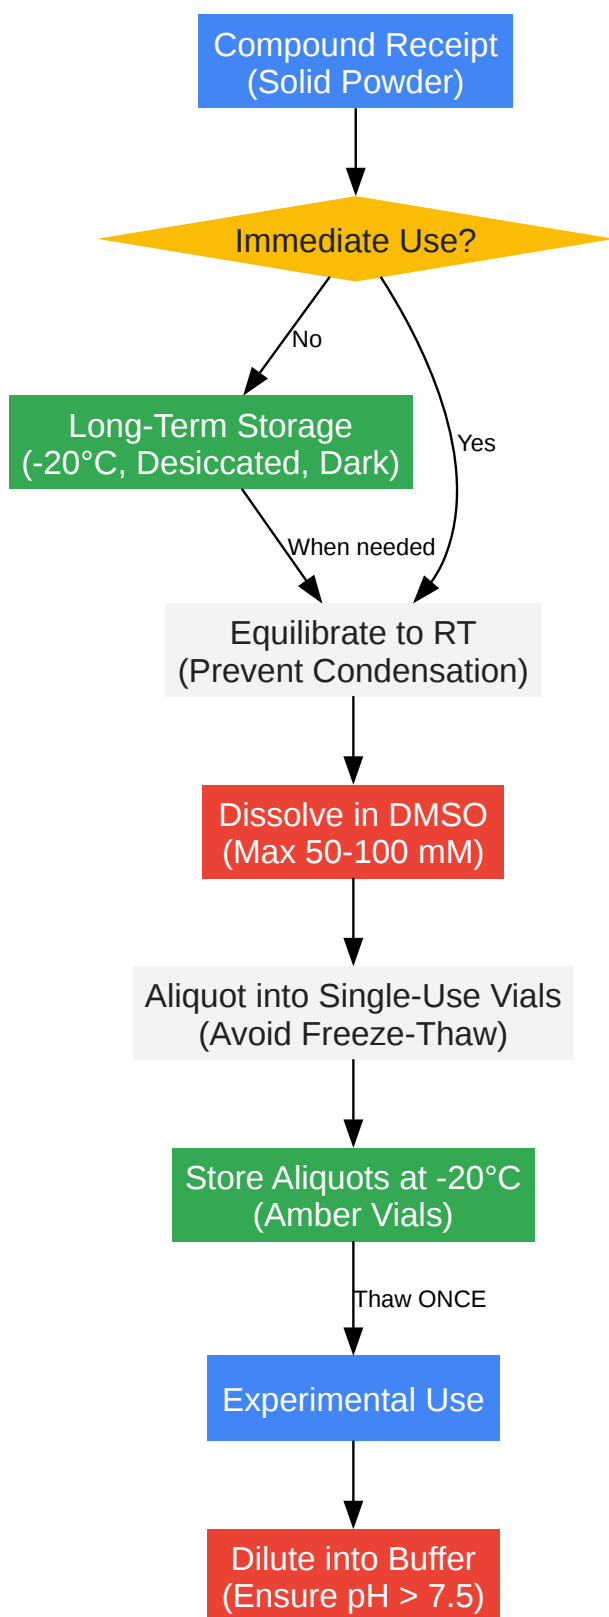 Compound Receipt
(Solid Powder)
Immediate Use?
No
Long-Term Storage
(-20°C, Desiccated, Dark)
Yes
When needed
Equilibrate to RT
(Prevent Condensation)
Dissolve in DMSO
(Max 50-100 mM)
Aliquot into Single-Use Vials
(Avoid Freeze-Thaw)
Store Aliquots at -20°C
(Amber Vials)
Thaw ONCE
Experimental Use
Dilute into Buffer
(Ensure pH > 7.5)